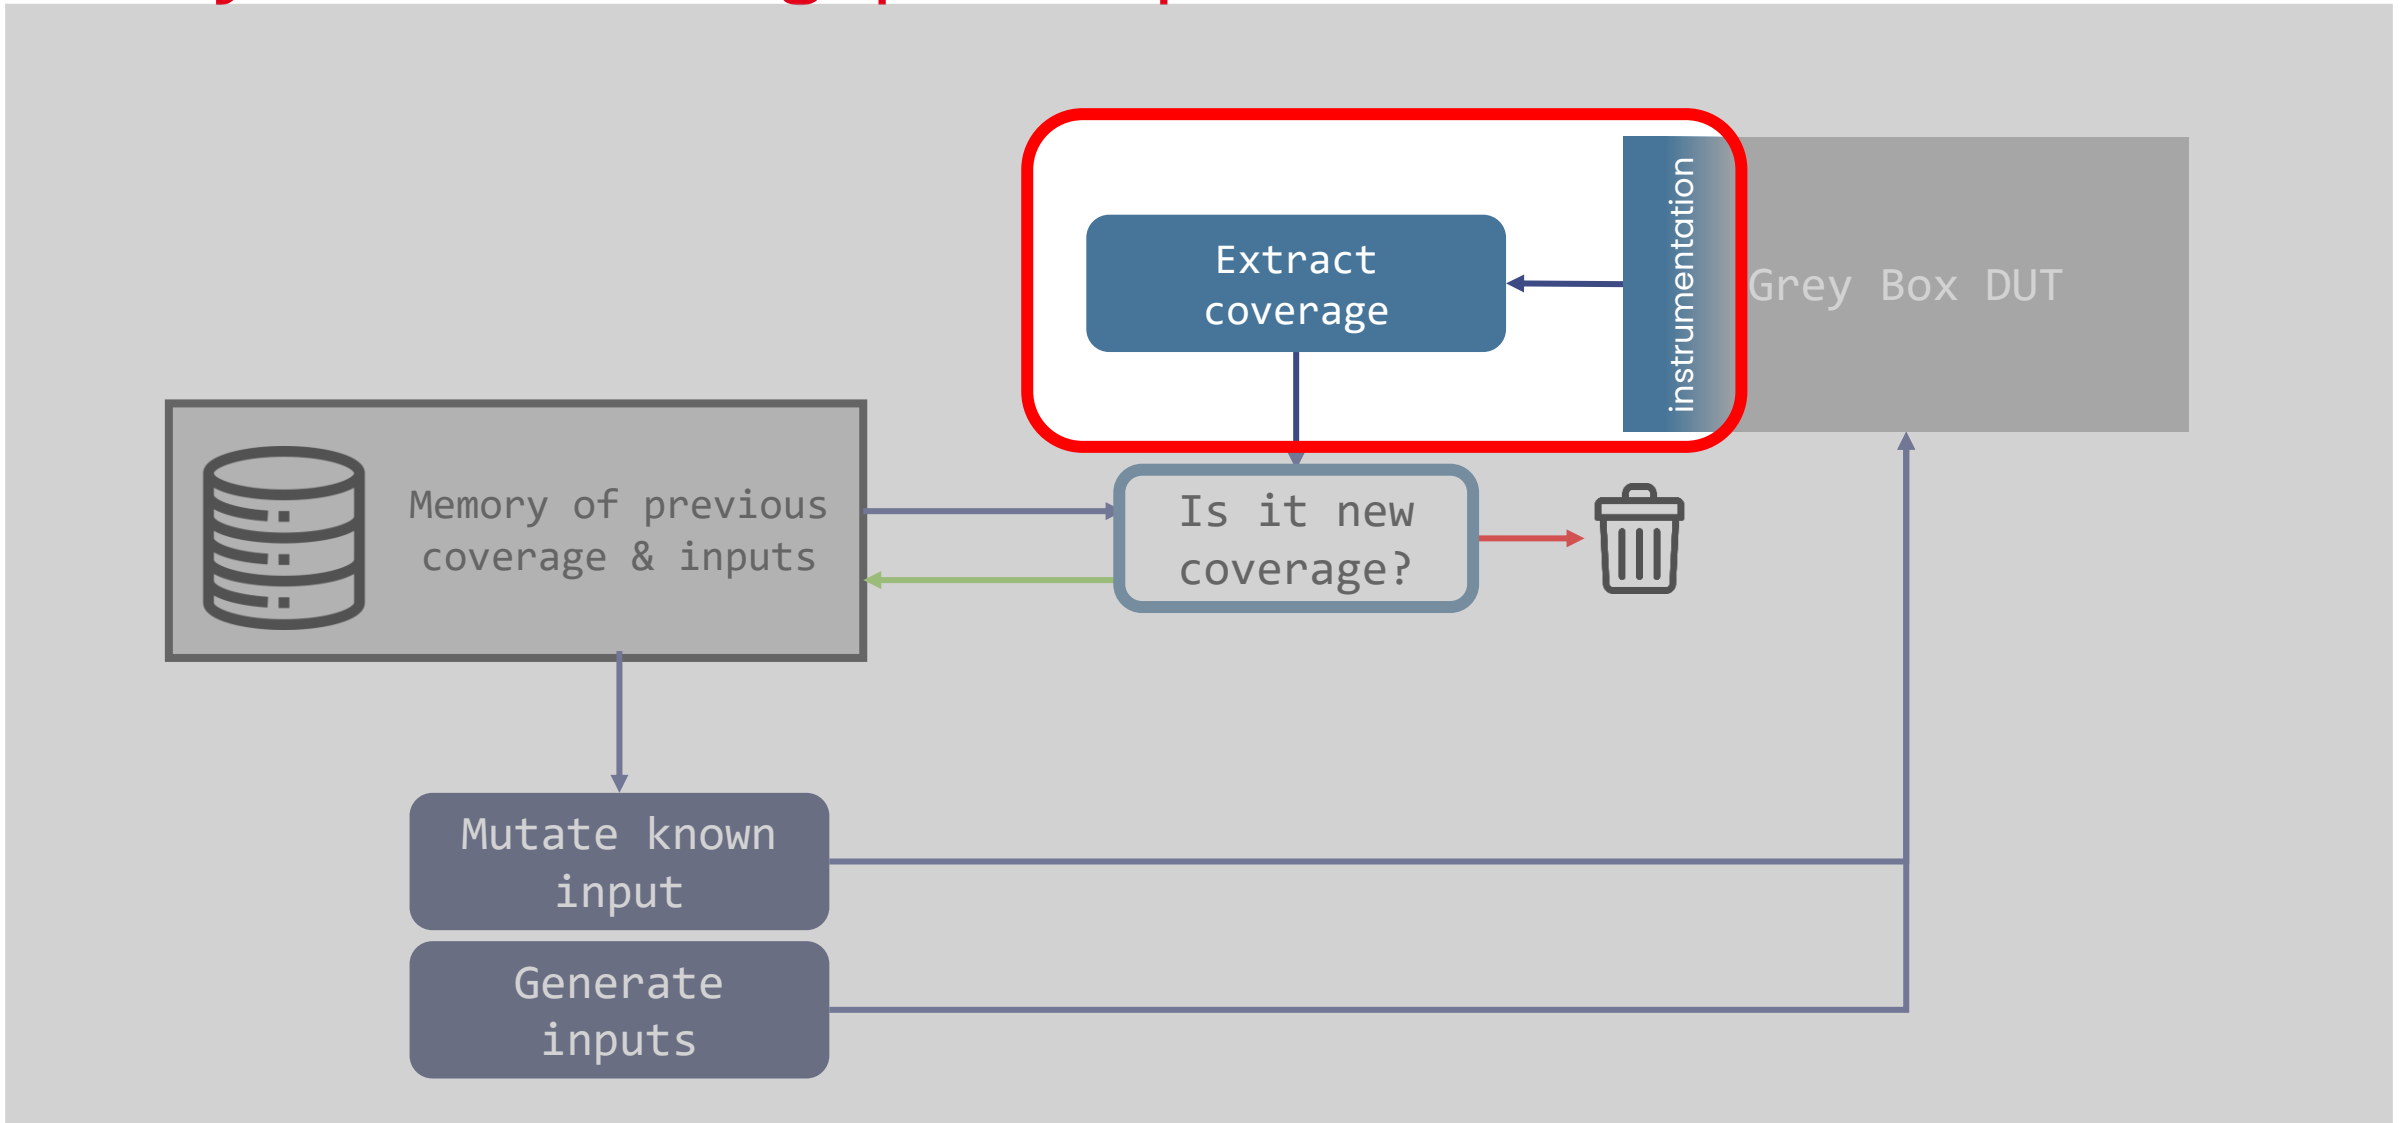 Extract
coverage
instrumentation
Grey Box DUT
Memory of previous
coverage & inputs
Is it new
coverage?
Mutate known
input
Generate
inputs